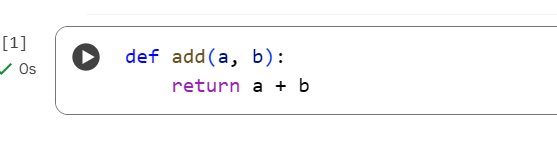 [1]
0s
def add(a, b):
    return a + b